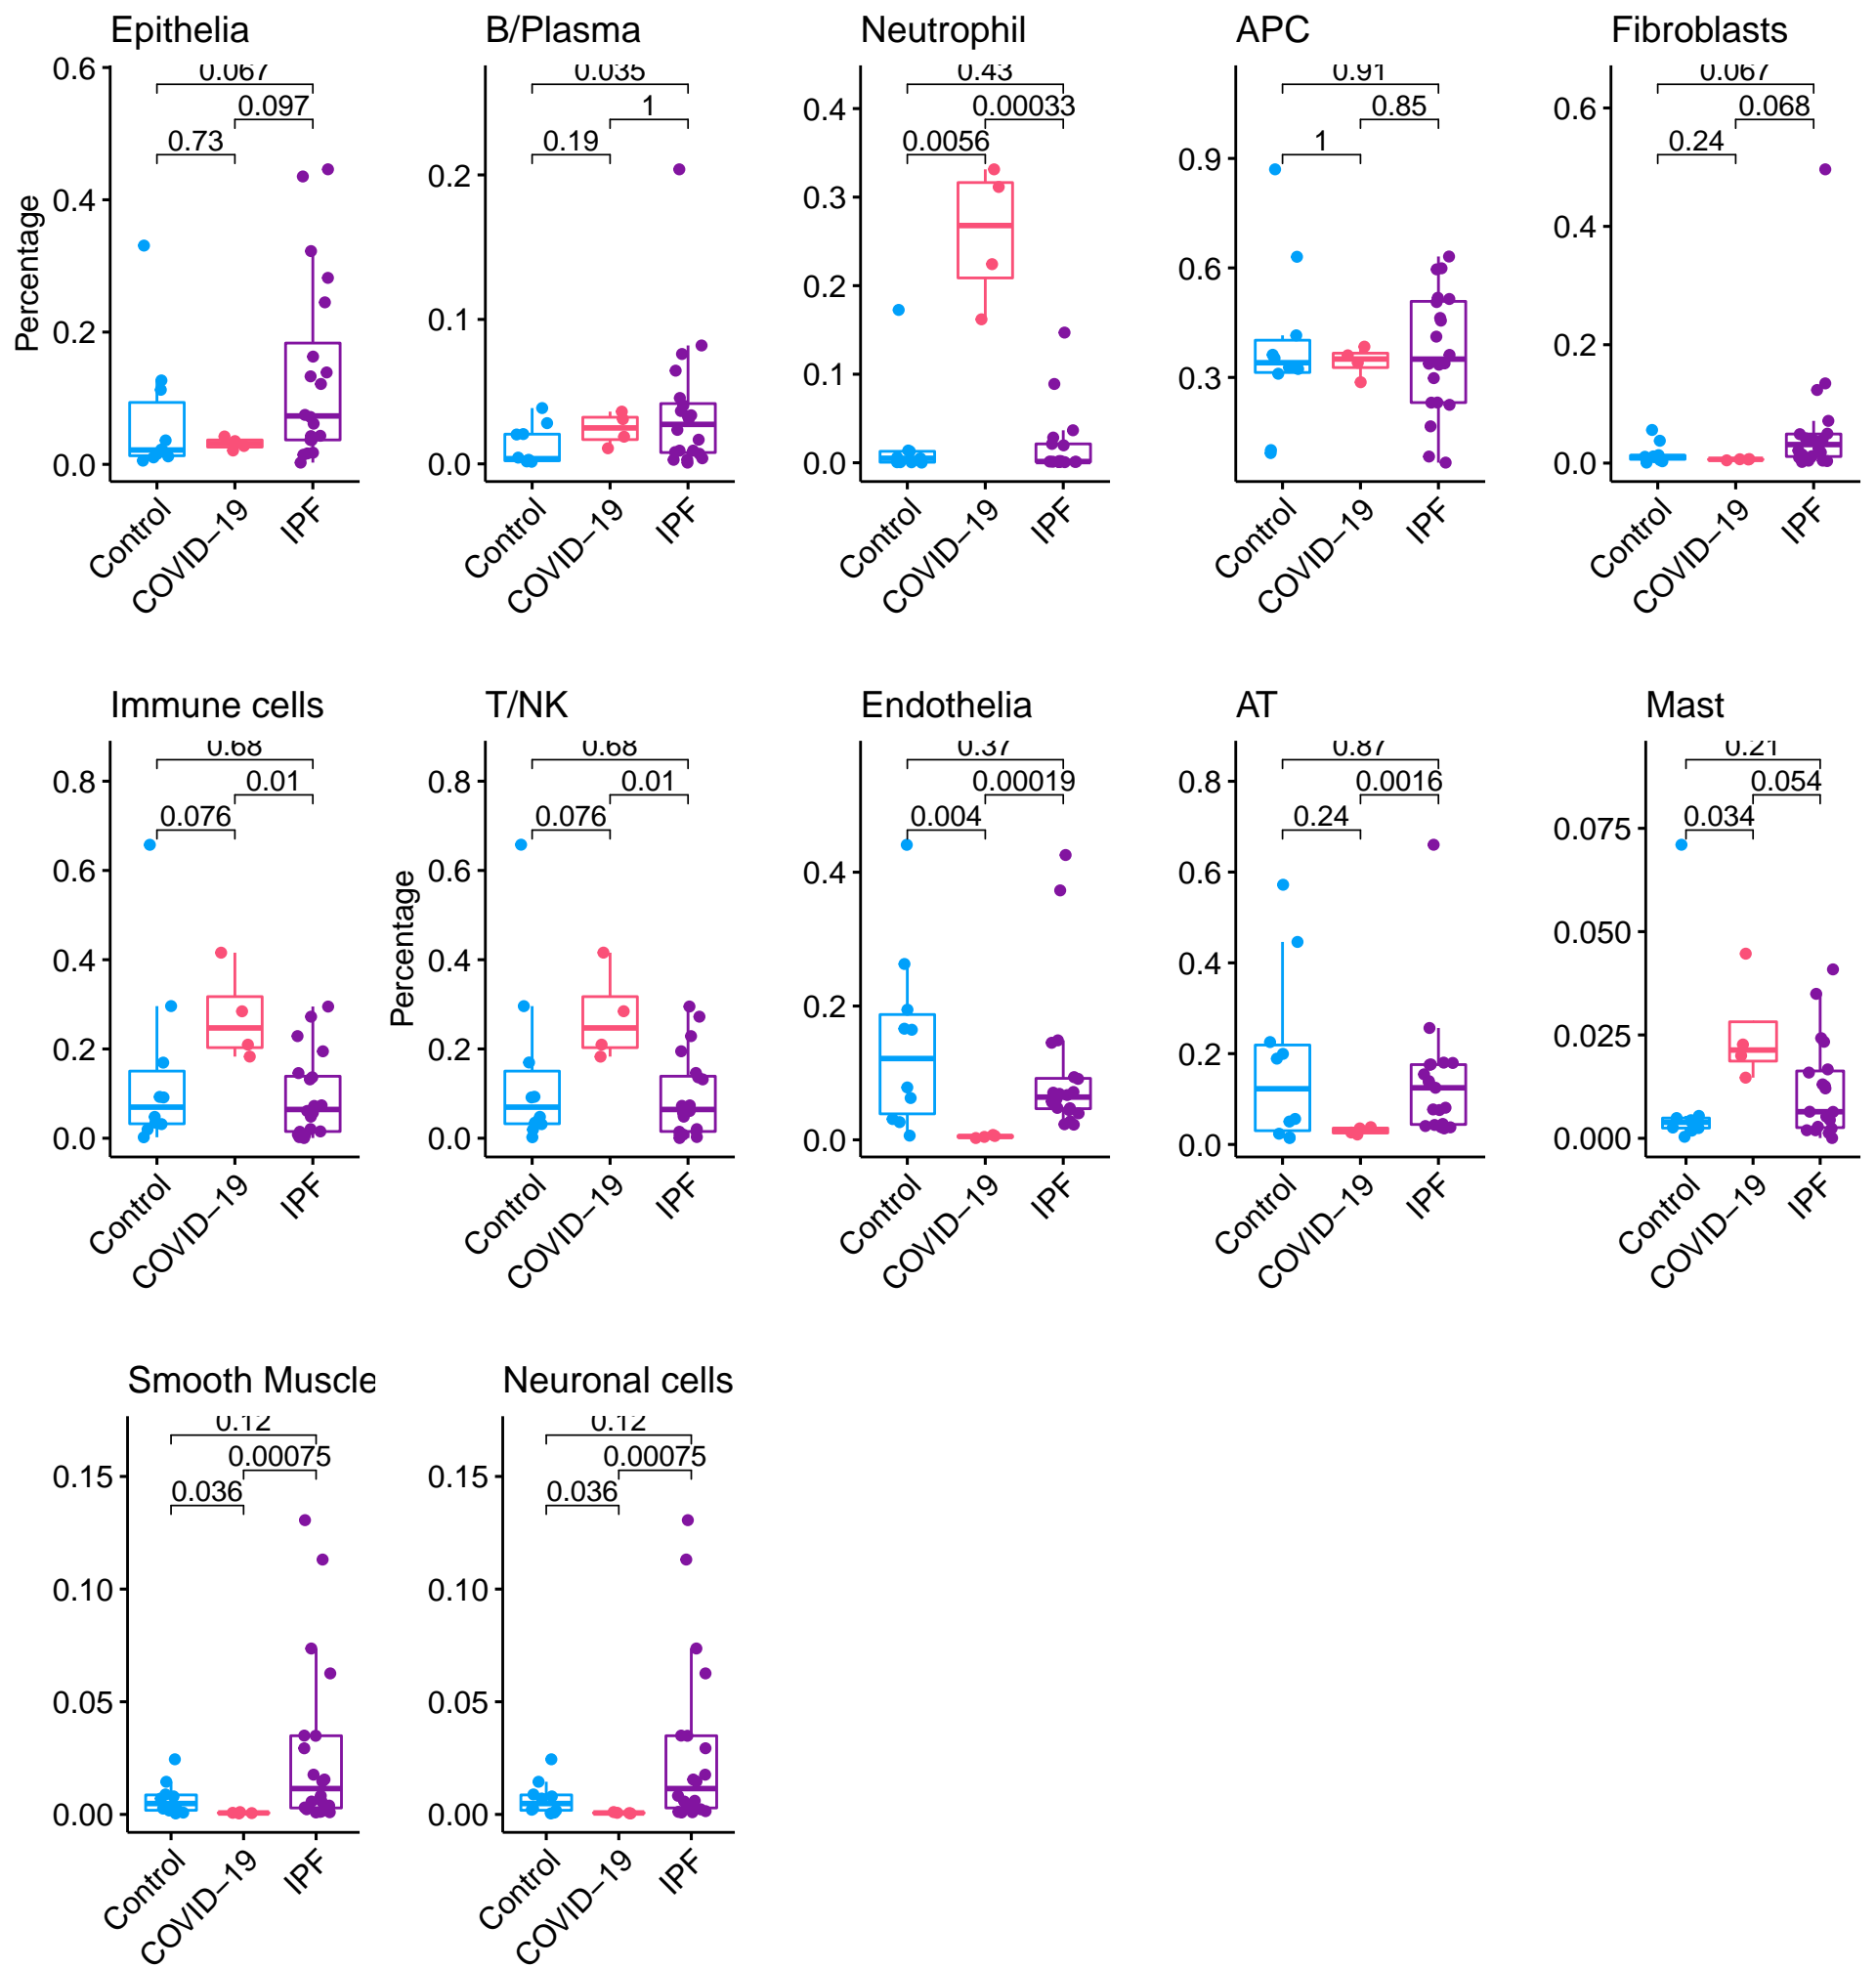 Epithelia
B/Plasma
Neutrophil
APC
Fibroblasts
Percentage
0.6
0.4
0.2
0.0
0.067
0.097
0.73
Control
COVID−19
IPF
0.2
0.1
0.0
0.035
1
0.19
Control
COVID−19
IPF
0.4
0.3
0.2
0.1
0.0
0.43
0.00033
0.0056
Control
COVID−19
IPF
0.9
0.6
0.3
0.91
0.85
1
Control
COVID−19
IPF
0.6
0.4
0.2
0.0
0.067
0.068
0.24
Control
COVID−19
IPF
Immune cells
T/NK
Endothelia
AT
Mast
0.8
0.6
0.4
0.2
0.0
0.68
0.01
0.076
Control
COVID−19
IPF
Percentage
0.8
0.6
0.4
0.2
0.0
0.68
0.01
0.076
Control
COVID−19
IPF
0.4
0.2
0.0
0.37
0.00019
0.004
Control
COVID−19
IPF
0.8
0.6
0.4
0.2
0.0
0.87
0.0016
0.24
Control
COVID−19
IPF
0.075
0.050
0.025
0.000
0.21
0.054
0.034
Control
COVID−19
IPF
Smooth Muscle
Neuronal cells
0.15
0.10
0.05
0.00
0.12
0.00075
0.036
Control
COVID−19
IPF
0.15
0.10
0.05
0.00
0.12
0.00075
0.036
Control
COVID−19
IPF